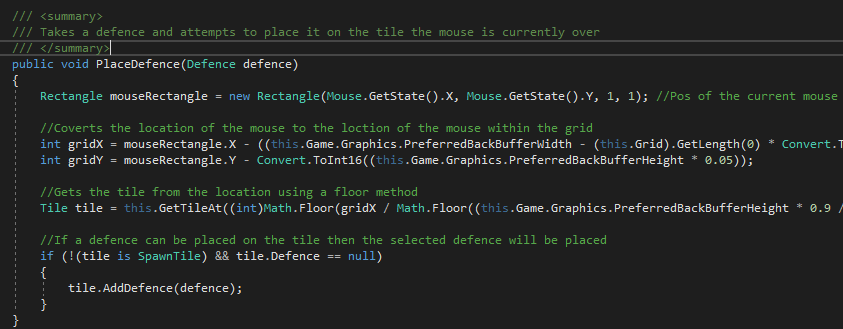 /// <summary>
/// Takes a defence and attempts to place it on the tile the mouse is currently over
/// </summary>
public void PlaceDefence(Defence defence)
{
Rectangle mouseRectangle = new Rectangle(Mouse.GetState().X, Mouse.GetState().Y, 1, 1); //Pos of the current mouse
//Coverts the location of the mouse to the loction of the mouse within the grid
int gridX = mouseRectangle.X - ((this.Game.Graphics.PreferredBackBufferWidth - (this.Grid).GetLength(0) * Convert.T
int gridY = mouseRectangle.Y - Convert.ToInt16((this.Game.Graphics.PreferredBackBufferHeight * 0.05));
//Gets the tile from the location using a floor method
Tile tile = this.GetTileAt((int)Math.Floor(gridX / Math.Floor((this.Game.Graphics.PreferredBackBufferHeight * 0.9 /
//If a defence can be placed on the tile then the selected defence will be placed
if (!(tile is SpawnTile) && tile.Defence == null)
{
tile.AddDefence(defence);
}
}